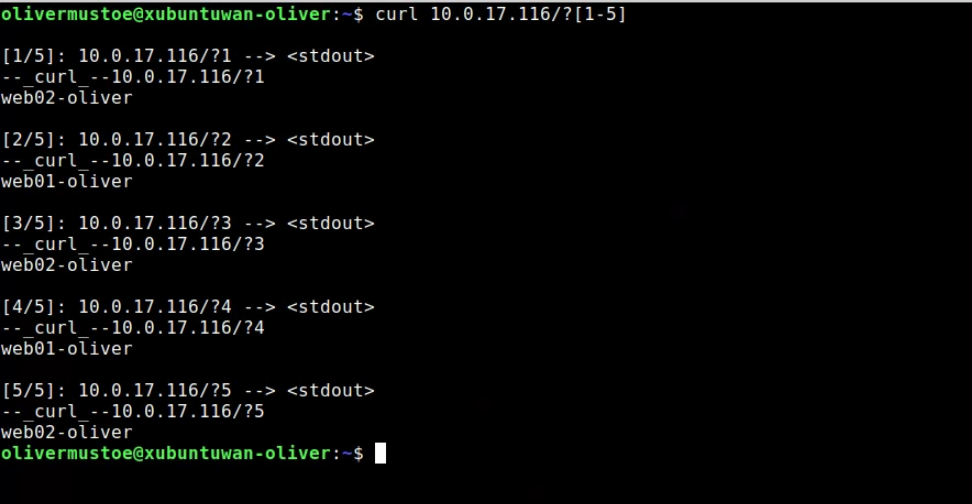 olivermustoe@xubuntuwan-oliver:~$ curl 10.0.17.116/?[1-5]
[1/5]: 10.0.17.116/?1 --> <stdout>
--_curl_--10.0.17.116/?1
web02-oliver
[2/5]: 10.0.17.116/?2 --> <stdout>
--_curl_--10.0.17.116/?2
web01-oliver
[3/5]: 10.0.17.116/?3 --> <stdout>
--_curl_--10.0.17.116/?3
web02-oliver
[4/5]: 10.0.17.116/?4 --> <stdout>
--_curl_--10.0.17.116/?4
web01-oliver
[5/5]: 10.0.17.116/?5 --> <stdout>
--_curl_--10.0.17.116/?5
web02-oliver
olivermustoe@xubuntuwan-oliver:~$